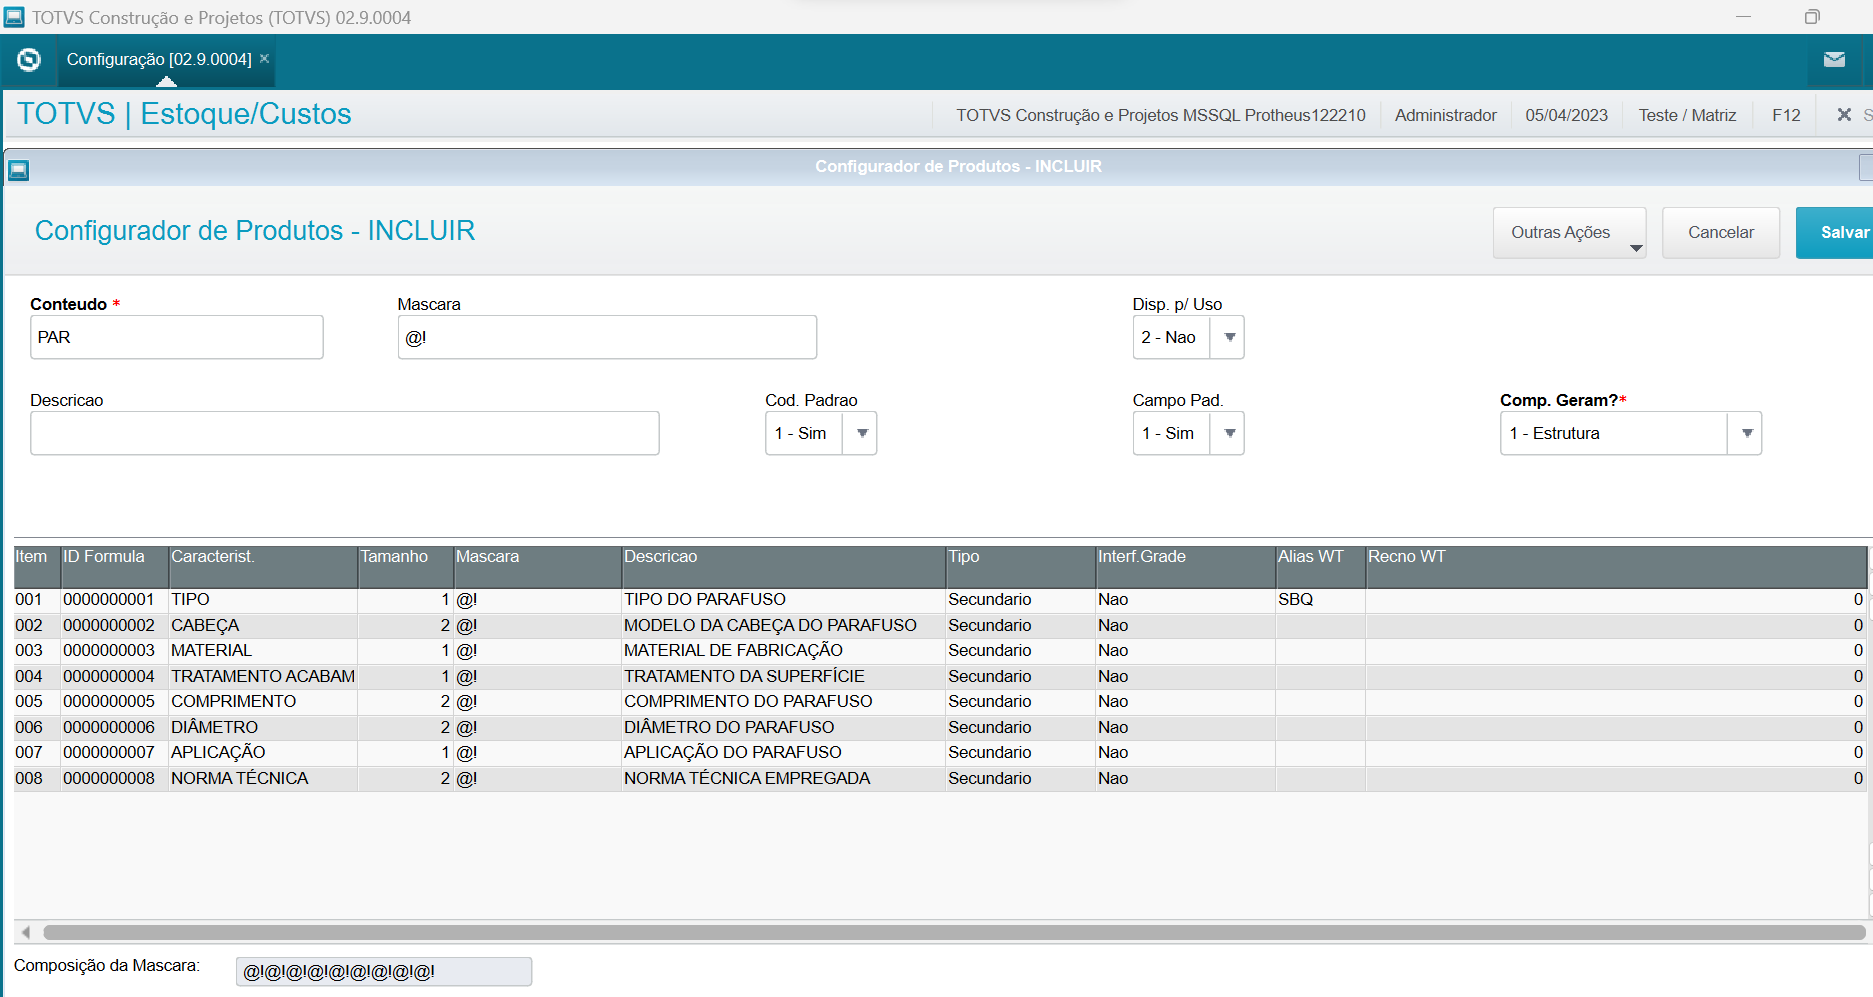 TOTVS Construção e Projetos (TOTVS) 02.9.0004
Configuração [02.9.0004] ×
TOTVS | Estoque/Custos
TOTVS Construção e Projetos MSSQL Protheus122210 Administrador 05/04/2023 Teste / Matriz F12 S
Configurador de Produtos - INCLUIR
Configurador de Produtos - INCLUIR
Outras Ações Cancelar Salvar
Conteudo * Mascara Disp. p/ Uso
PAR @! 2 - Nao
Descricao Cod. Padrao Campo Pad. Comp. Geram?*
1 - Sim 1 - Sim 1 - Estrutura
Item ID Formula Caracterist. Tamanho Mascara Descricao Tipo Interf.Grade Alias WT Recno WT
001 0000000001 TIPO 1 @! TIPO DO PARAFUSO Secundario Nao SBQ 0
002 0000000002 CABEÇA 2 @! MODELO DA CABEÇA DO PARAFUSO Secundario Nao 0
003 0000000003 MATERIAL 1 @! MATERIAL DE FABRICAÇÃO Secundario Nao 0
004 0000000004 TRATAMENTO ACABAM 1 @! TRATAMENTO DA SUPERFÍCIE Secundario Nao 0
005 0000000005 COMPRIMENTO 2 @! COMPRIMENTO DO PARAFUSO Secundario Nao 0
006 0000000006 DIÂMETRO 2 @! DIÂMETRO DO PARAFUSO Secundario Nao 0
007 0000000007 APLICAÇÃO 1 @! APLICAÇÃO DO PARAFUSO Secundario Nao 0
008 0000000008 NORMA TÉCNICA 2 @! NORMA TÉCNICA EMPREGADA Secundario Nao 0
Composição da Mascara: @!@!@!@!@!@!@!@!@!